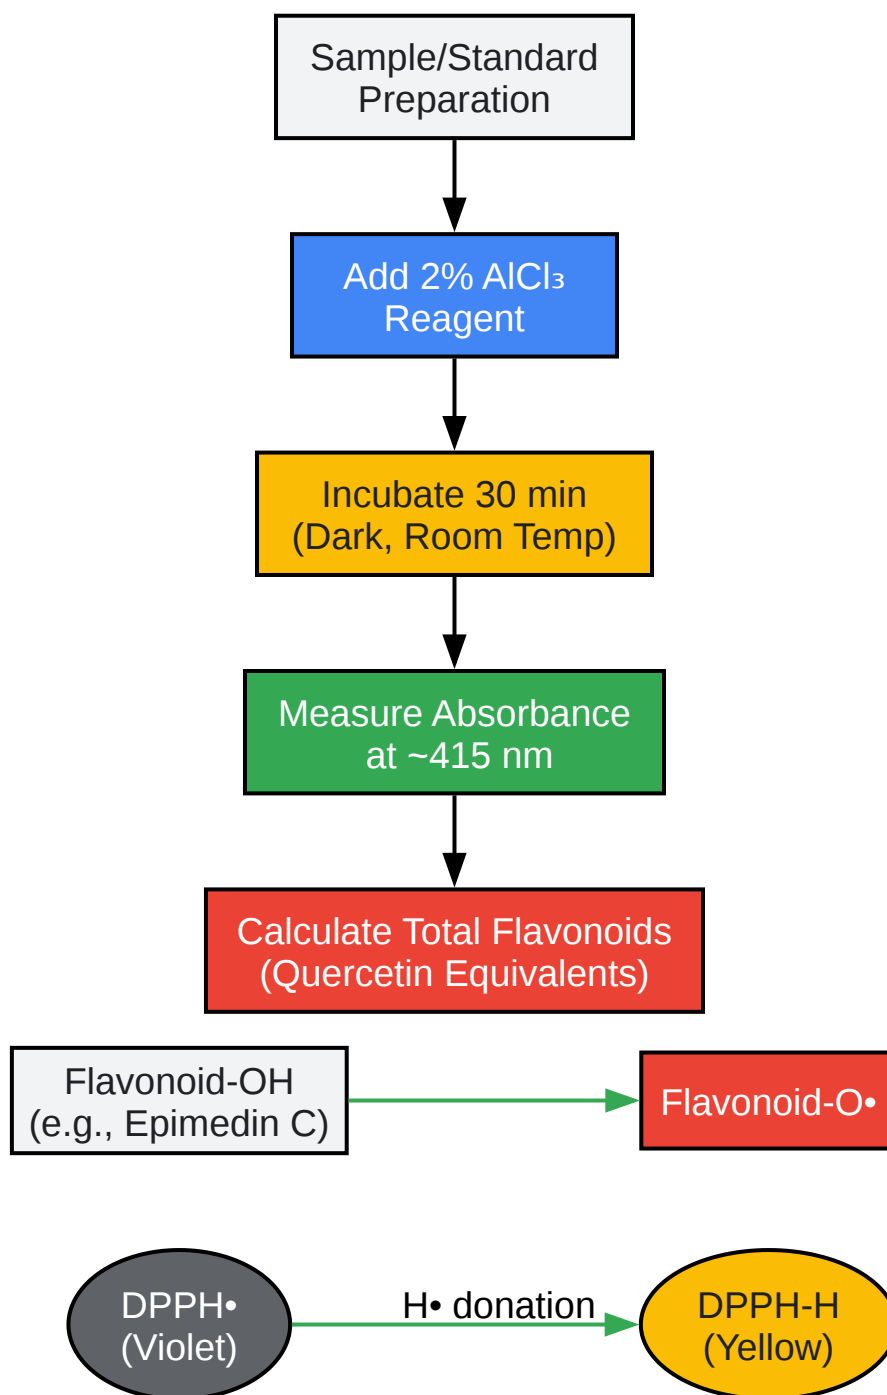 Sample/Standard
Preparation
Add 2% AlCl₃
Reagent
Incubate 30 min
(Dark, Room Temp)
Measure Absorbance
at ~415 nm
Calculate Total Flavonoids
(Quercetin Equivalents)
Flavonoid-OH
(e.g., Epimedin C)
Flavonoid-O•
DPPH•
(Violet)
H• donation
DPPH-H
(Yellow)